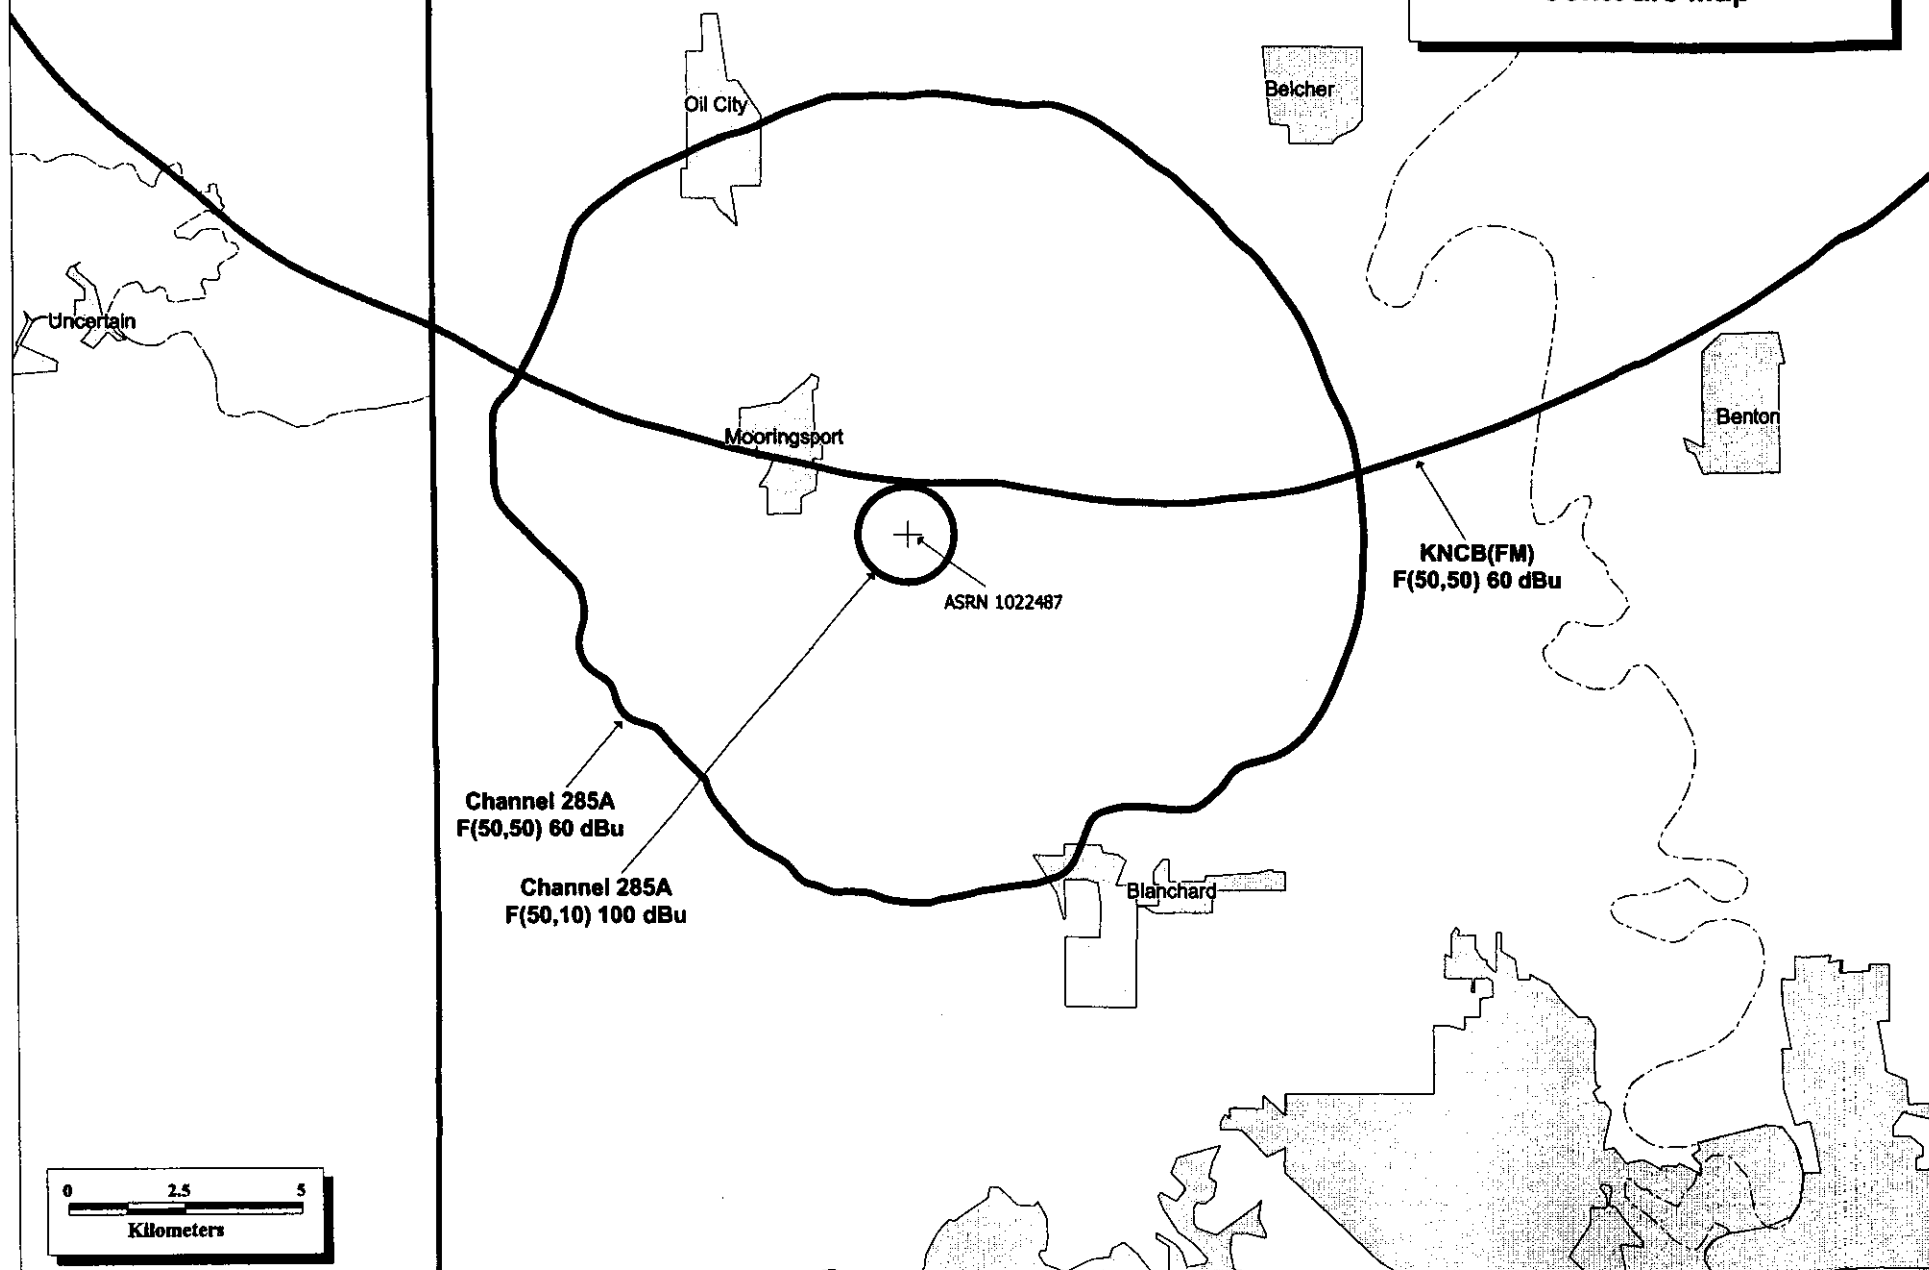 Oil City
Belcher
Uncertain
Benton
Mooringsport
KNCB(FM)
F(50,50) 60 dBu
ASRN 1022487
Channel 285A
F(50,50) 60 dBu
Channel 285A
F(50,10) 100 dBu
Blanchard
0 2.5 5
Kilometers